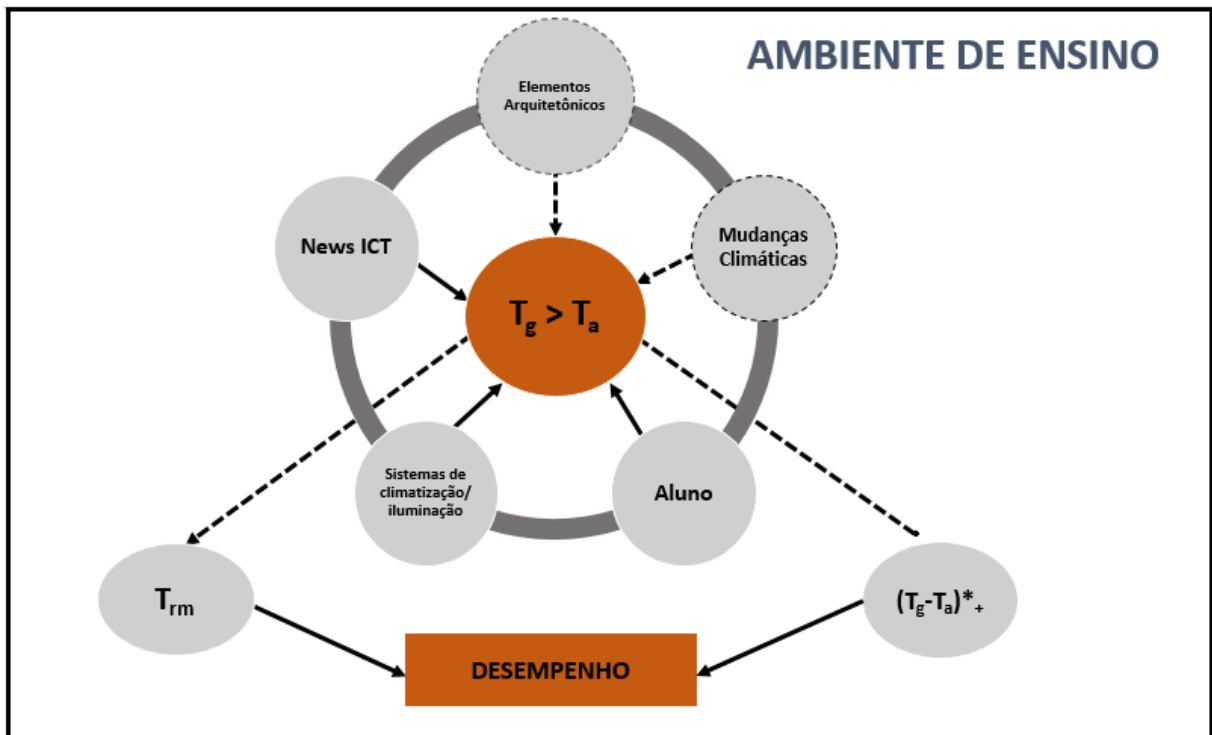 AMBIENTE DE ENSINO
Elementos
Arquitetônicos
News ICT
Mudanças
Climáticas
Tg > Ta
Sistemas de
climatização/
iluminação
Aluno
Trm
(Tg-Ta)*+
DESEMPENHO